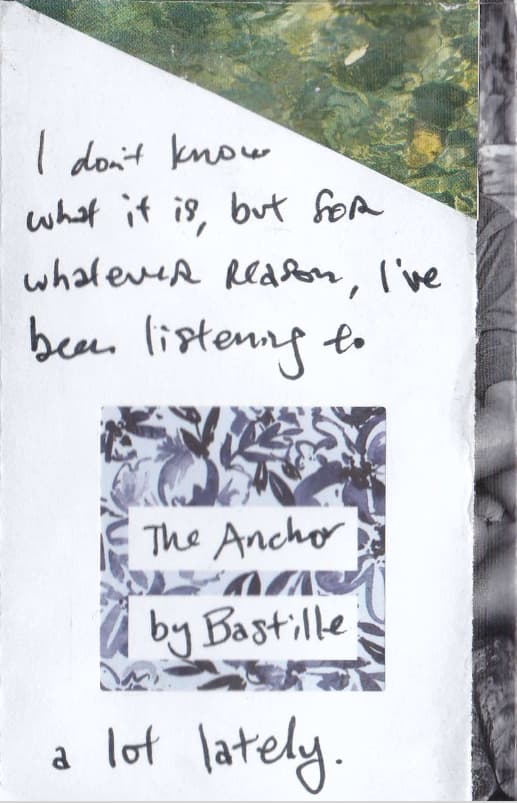 I don't know
what it is, but for
whatever reason, I've
been listening to
The Anchor
by Bastille
a lot lately.